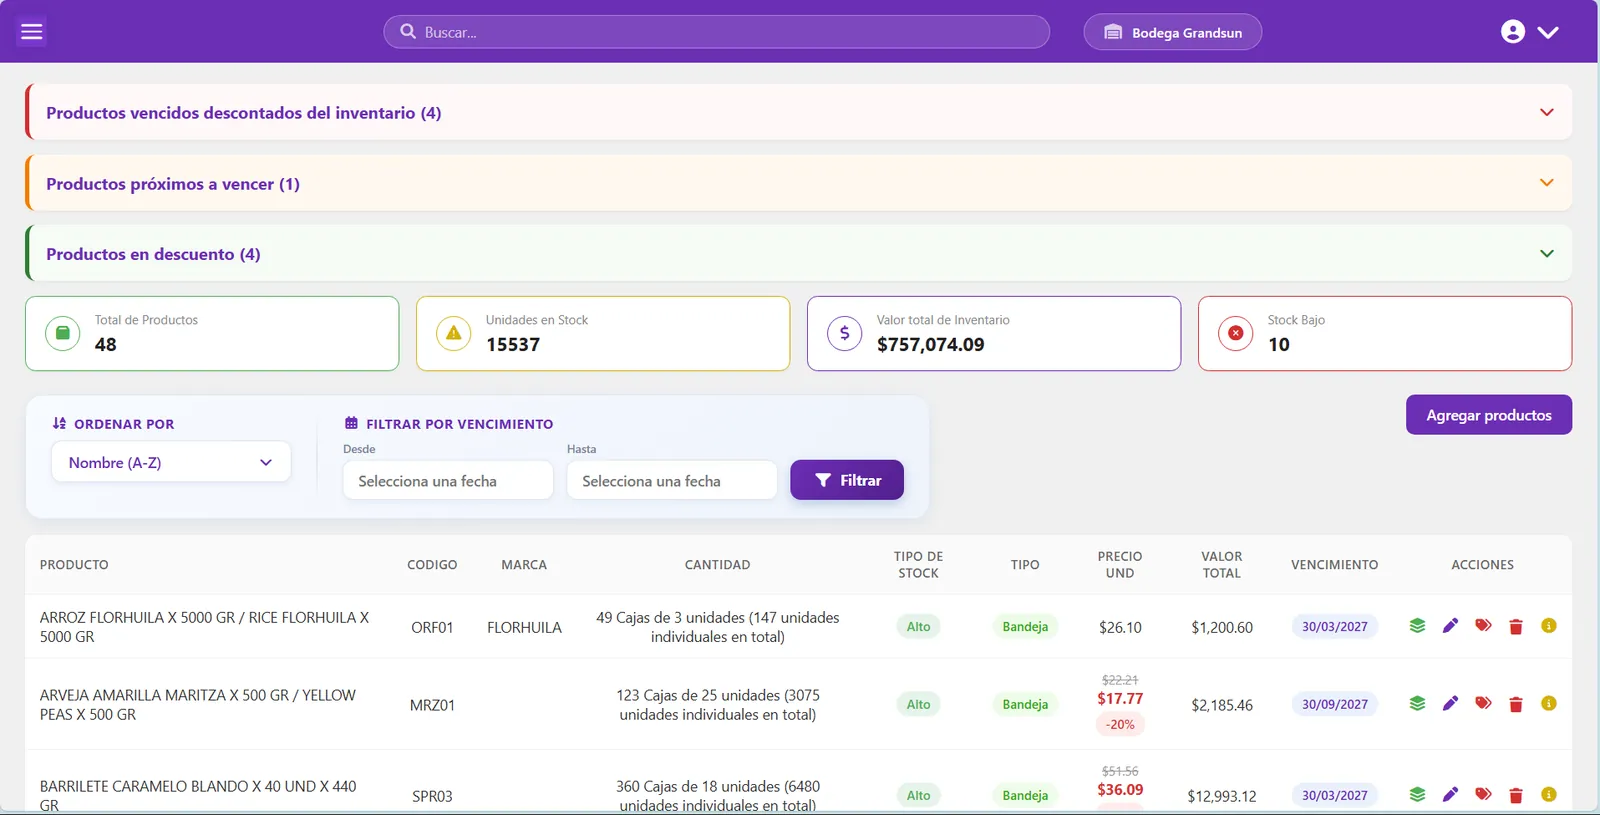 Buscar...
Bodega Grandsun
Productos vencidos descontados del inventario (4)
Productos próximos a vencer (1)
Productos en descuento (4)
Total de Productos
48
Unidades en Stock
15537
Valor total de Inventario
$757,074.09
Stock Bajo
10
ORDENAR POR
Nombre (A-Z)
FILTRAR POR VENCIMIENTO
Desde
Selecciona una fecha
Hasta
Selecciona una fecha
Filtrar
Agregar productos
PRODUCTO
CODIGO
MARCA
CANTIDAD
TIPO DE
STOCK
TIPO
PRECIO
UND
VALOR
TOTAL
VENCIMIENTO
ACCIONES
ARROZ FLORHUILA X 5000 GR / RICE FLORHUILA X
5000 GR
ORF01
FLORHUILA
49 Cajas de 3 unidades (147 unidades
individuales en total)
Alto
Bandeja
$26.10
$1,200.60
30/03/2027
ARVEJA AMARILLA MARITZA X 500 GR / YELLOW
PEAS X 500 GR
MRZ01
123 Cajas de 25 unidades (3075
unidades individuales en total)
Alto
Bandeja
$22.21
$17.77
-20%
$2,185.46
30/09/2027
BARRILETE CARAMELO BLANDO X 40 UND X 440
GR
SPR03
360 Cajas de 18 unidades (6480
unidades individuales en total)
Alto
Bandeja
$51.56
$36.09
$12,993.12
30/03/2027